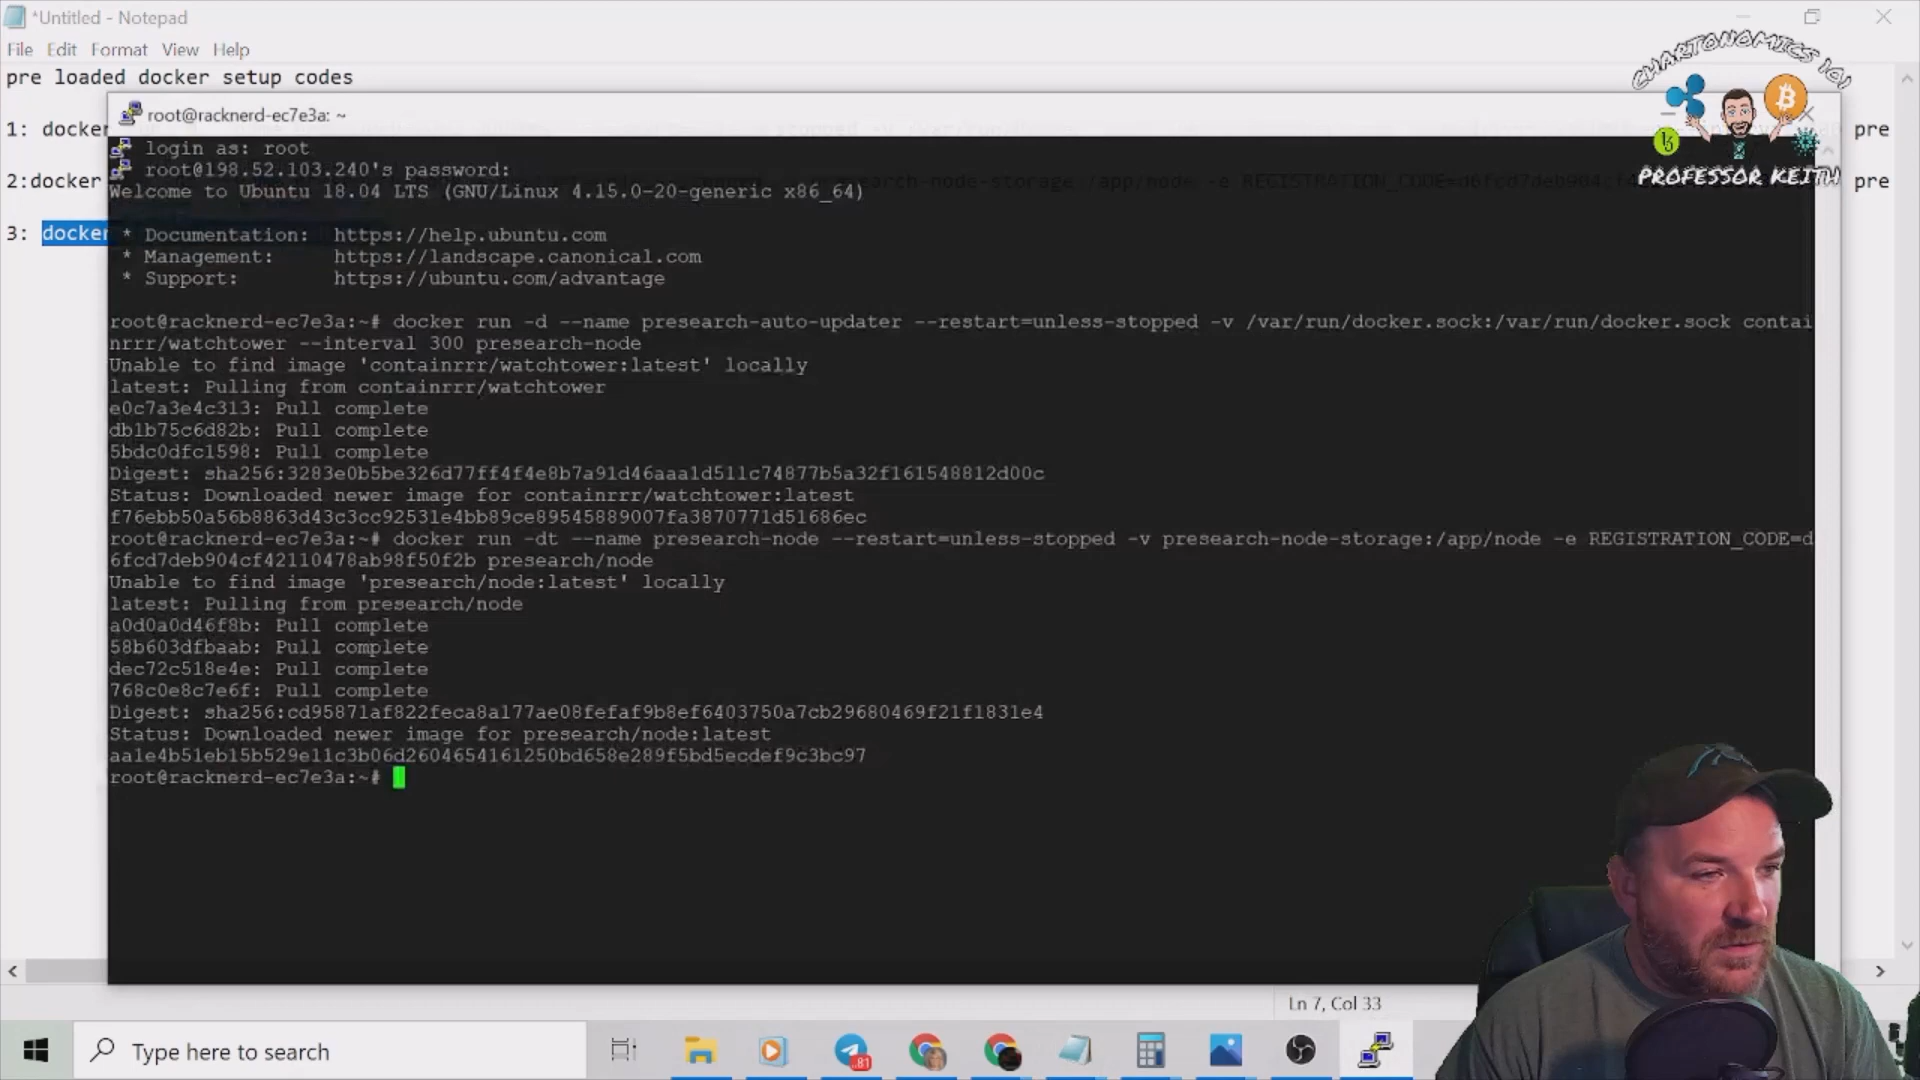 *Untitled - Notepad
File Edit Format View Help
pre loaded docker setup codes
CHARTONOMICS 101
PROFESSOR KEITH
root@racknerd-ec7e3a: ~
1: docker
pre
login as: root
root@198.52.103.240's password:
2:docker
presearch-node-storage /app/node -e
pre
Welcome to Ubuntu 18.04 LTS (GNU/Linux 4.15.0-20-generic x86_64)
3: docker
* Documentation: https://help.ubuntu.com
* Management: https://landscape.canonical.com
* Support: https://ubuntu.com/advantage
root@racknerd-ec7e3a:~# docker run -d --name presearch-auto-updater --restart=unless-stopped -v /var/run/docker.sock:/var/run/docker.sock contai
nrrr/watchtower --interval 300 presearch-node
Unable to find image 'containrrr/watchtower:latest' locally
latest: Pulling from containrrr/watchtower
e0c7a3e4c313: Pull complete
db1b75c6d82b: Pull complete
5bdc0dfc1598: Pull complete
Digest: sha256:3283e0b5be326d77ff4f4e8b7a91d46aaa1d511c74877b5a32f161548812d00c
Status: Downloaded newer image for containrrr/watchtower:latest
f76ebb50a56b8863d43c3cc92531e4bb89ce89545889007fa3870771d51686ec
root@racknerd-ec7e3a:~# docker run -dt --name presearch-node --restart=unless-stopped -v presearch-node-storage:/app/node -e REGISTRATION_CODE=d
6fcd7deb904cf42110478ab98f50f2b presearch/node
Unable to find image 'presearch/node:latest' locally
latest: Pulling from presearch/node
a0d0a0d46f8b: Pull complete
58b603dfbaab: Pull complete
dec72c518e4e: Pull complete
768c0e8c7e6f: Pull complete
Digest: sha256:cd95871af822feca8a177ae08fefaf9b8ef6403750a7cb29680469f21f1831e4
Status: Downloaded newer image for presearch/node:latest
aa1e4b51eb15b529e11c3b06d2604654161250bd658e289f5bd5ecdef9c3bc97
root@racknerd-ec7e3a:~#
Ln 7, Col 33
Type here to search
..81